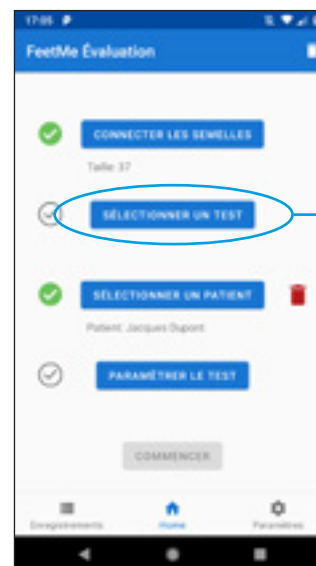 17:05
FeetMe Évaluation
CONNECTER LES SEMELLES
Taille: 37
SÉLECTIONNER UN TEST
SÉLECTIONNER UN PATIENT
Patient: Jacques Dupont
PARAMÉTRER LE TEST
COMMENCER
Enregistrements Home Paramètres